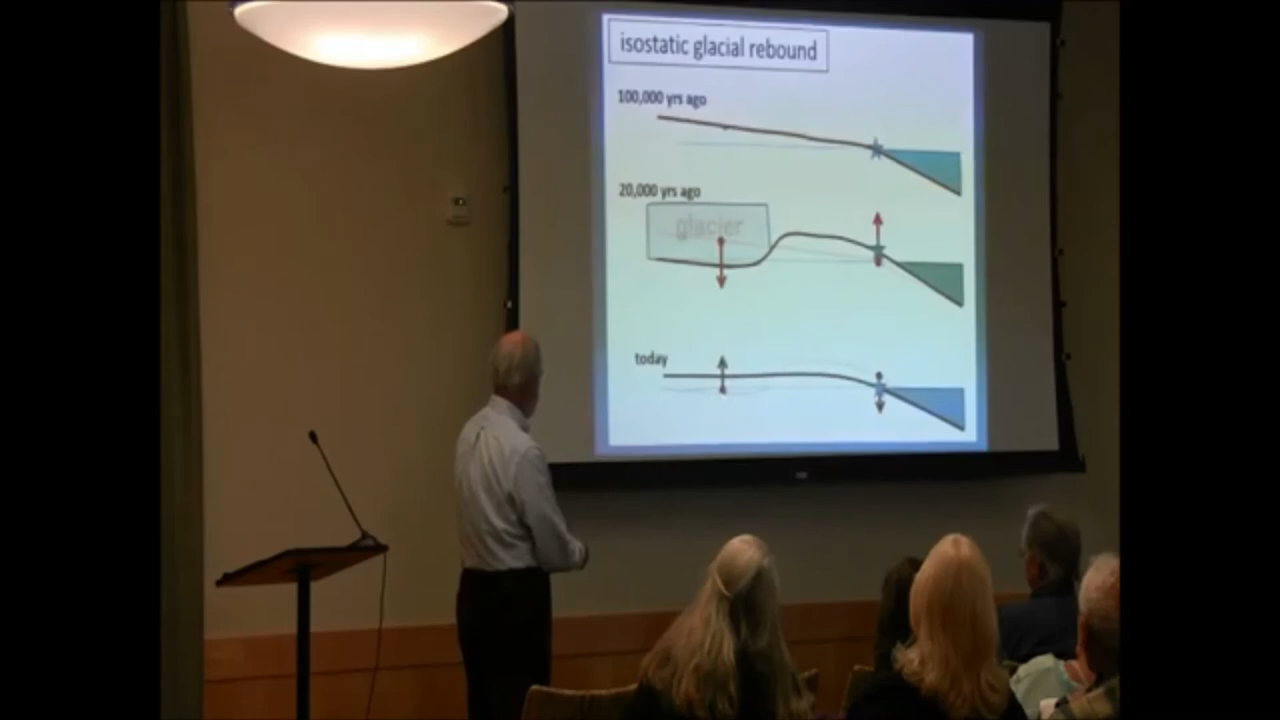 isostatic glacial rebound
100,000 yrs ago
20,000 yrs ago
glacier
today